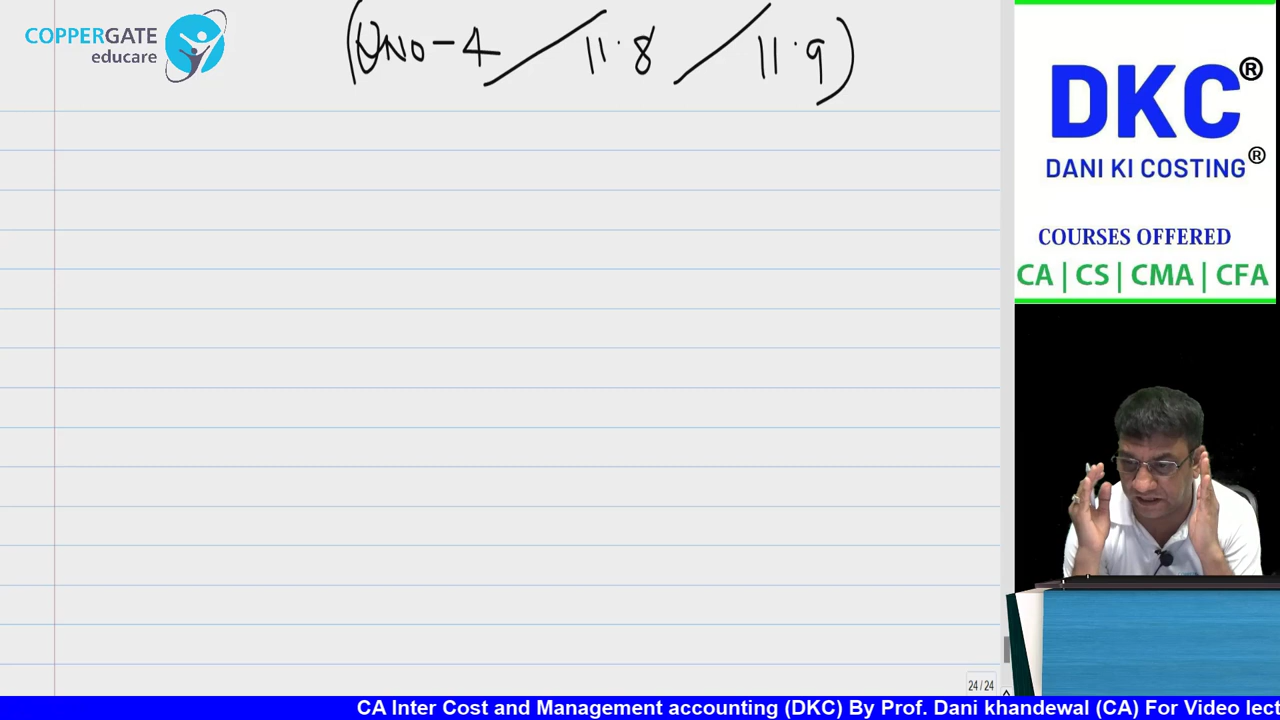 COPPERGATE
educare
(QNo-4 / 11.8 / 11.9)
DKC®
DANI KI COSTING®
COURSES OFFERED
CA | CS | CMA | CFA
24 / 24
CA Inter Cost and Management accounting (DKC) By Prof. Dani khandewal (CA) For Video lect